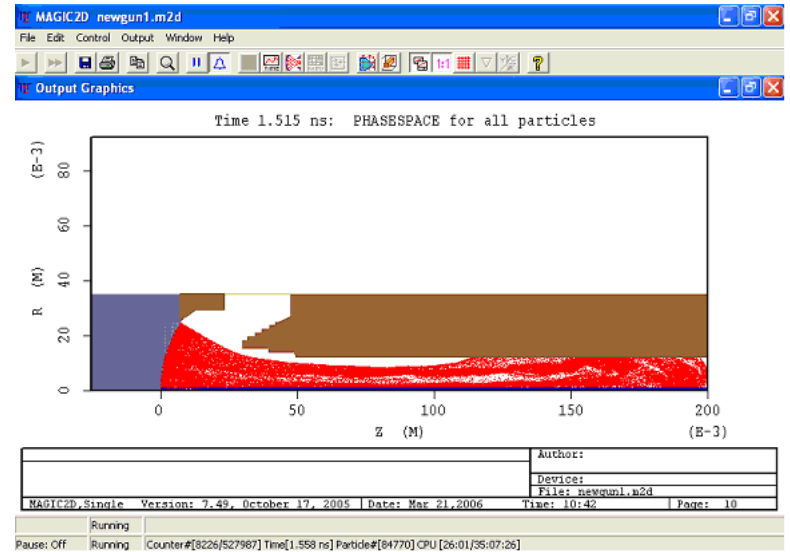 MAGIC2D newgun1.m2d
File Edit Control Output Window Help
1:1
?
Output Graphics
Time 1.515 ns: PHASESPACE for all particles
(E-3)
80
60
R (M)
40
20
0
0 50 100 150 200
Z (M) (E-3)
Author:
Device:
File: newgun1.m2d
MAGIC2D,Single Version: 7.49, October 17, 2005 Date: Mar 21,2006 Time: 10:42 Page: 10
Running
Pause: Off Running Counter#[8226/527987] Time[1.558 ns] Particle#[84770] CPU [26:01/35:07:26]